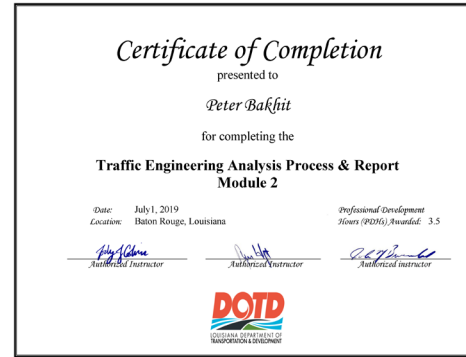 Certificate of Completion
presented to
Peter Bakhit
for completing the
Traffic Engineering Analysis Process & Report
Module 2
Date: July1, 2019
Location: Baton Rouge, Louisiana
Professional Development
Hours (PDHs) Awarded: 3.5
Authorized Instructor
Authorized Instructor
Authorized instructor
DOTD
LOUISIANA DEPARTMENT OF
TRANSPORTATION & DEVELOPMENT